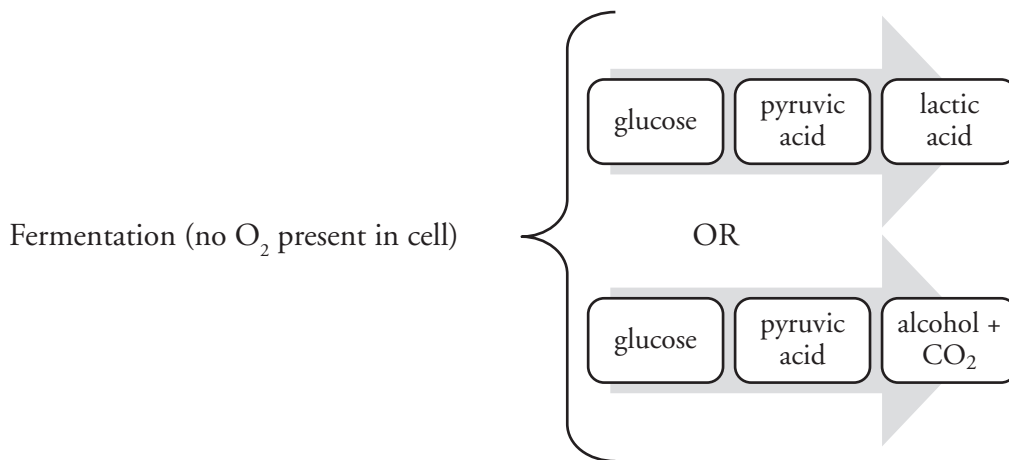 glucose
pyruvic
acid
lactic
acid
Fermentation (no O₂ present in cell)
OR
glucose
pyruvic
acid
alcohol +
CO₂